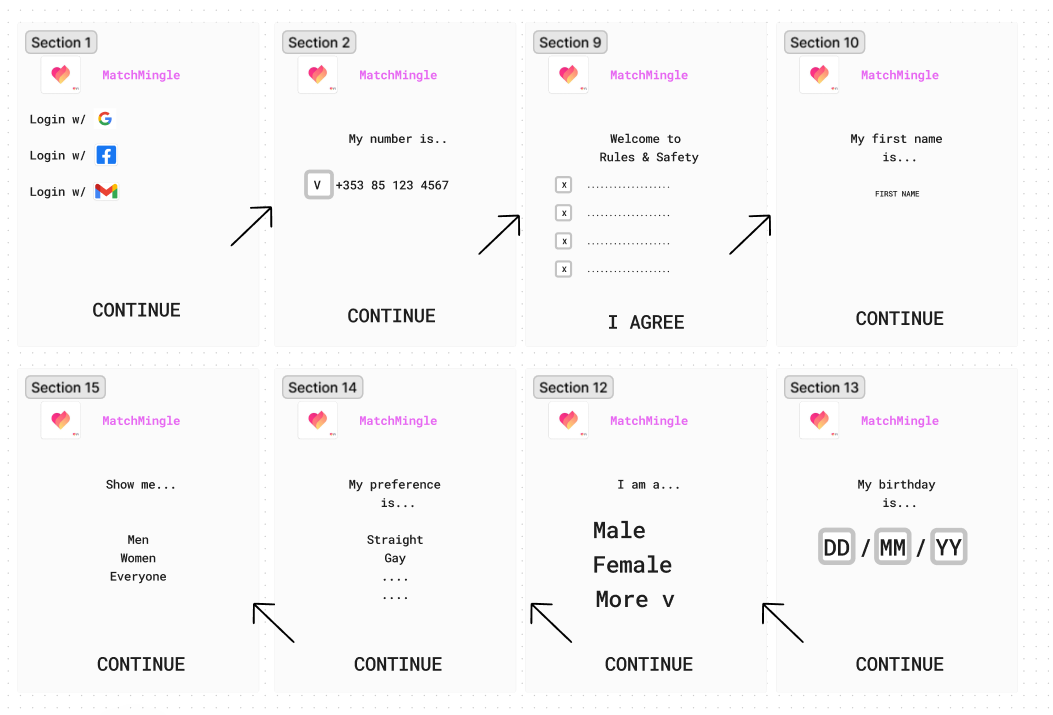 Section 1
MatchMingle
Login w/
Login w/
Login w/
CONTINUE
Section 2
MatchMingle
My number is..
V +353 85 123 4567
CONTINUE
Section 9
MatchMingle
Welcome to
Rules & Safety
x ...................
x ...................
x ...................
x ...................
I AGREE
Section 10
MatchMingle
My first name
is...
FIRST NAME
CONTINUE
Section 15
MatchMingle
Show me...
Men
Women
Everyone
CONTINUE
Section 14
MatchMingle
My preference
is...
Straight
Gay
....
....
CONTINUE
Section 12
MatchMingle
I am a...
Male
Female
More v
CONTINUE
Section 13
MatchMingle
My birthday
is...
DD / MM / YY
CONTINUE